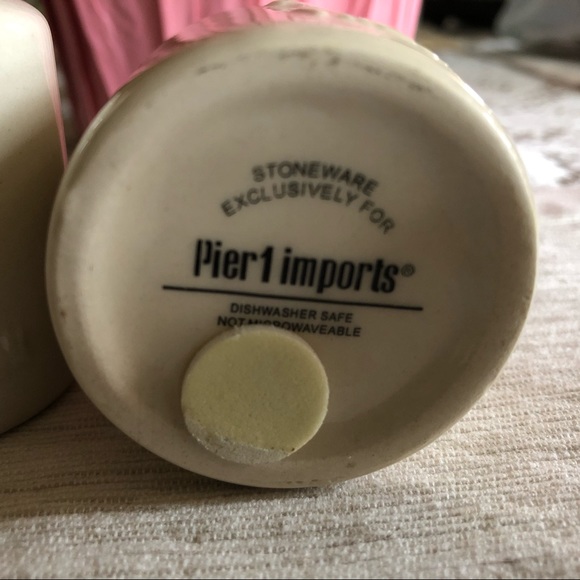 STONEWARE
EXCLUSIVELY FOR
Pier1 imports®
DISHWASHER SAFE
NOT MICROWAVEABLE